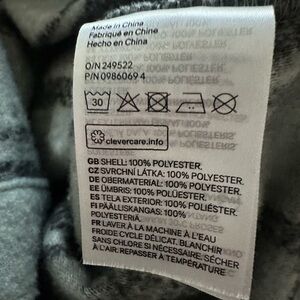 Made in China
Fabriqué en Chine
Hecho en China
O/N 249522
P/N 0986069 4
30
clevercare.info
GB SHELL: 100% POLYESTER.
CZ SVRCHNÍ LÁTKA: 100% POLYESTER.
DE OBERMATERIAL: 100% POLYESTER.
EE ÜMBRIS: 100% POLÜESTER.
ES TELA EXTERIOR: 100% POLIÉSTER.
FI PÄÄLLISKANGAS: 100%
POLYESTERIÄ.
FR LAVER À LA MACHINE À L'EAU
FROIDE CYCLE DÉLICAT. BLANCHIR
SANS CHLORE SI NÉCESSAIRE. SÉCHER
À L'AIR. REPASSER À TEMPÉRATURE